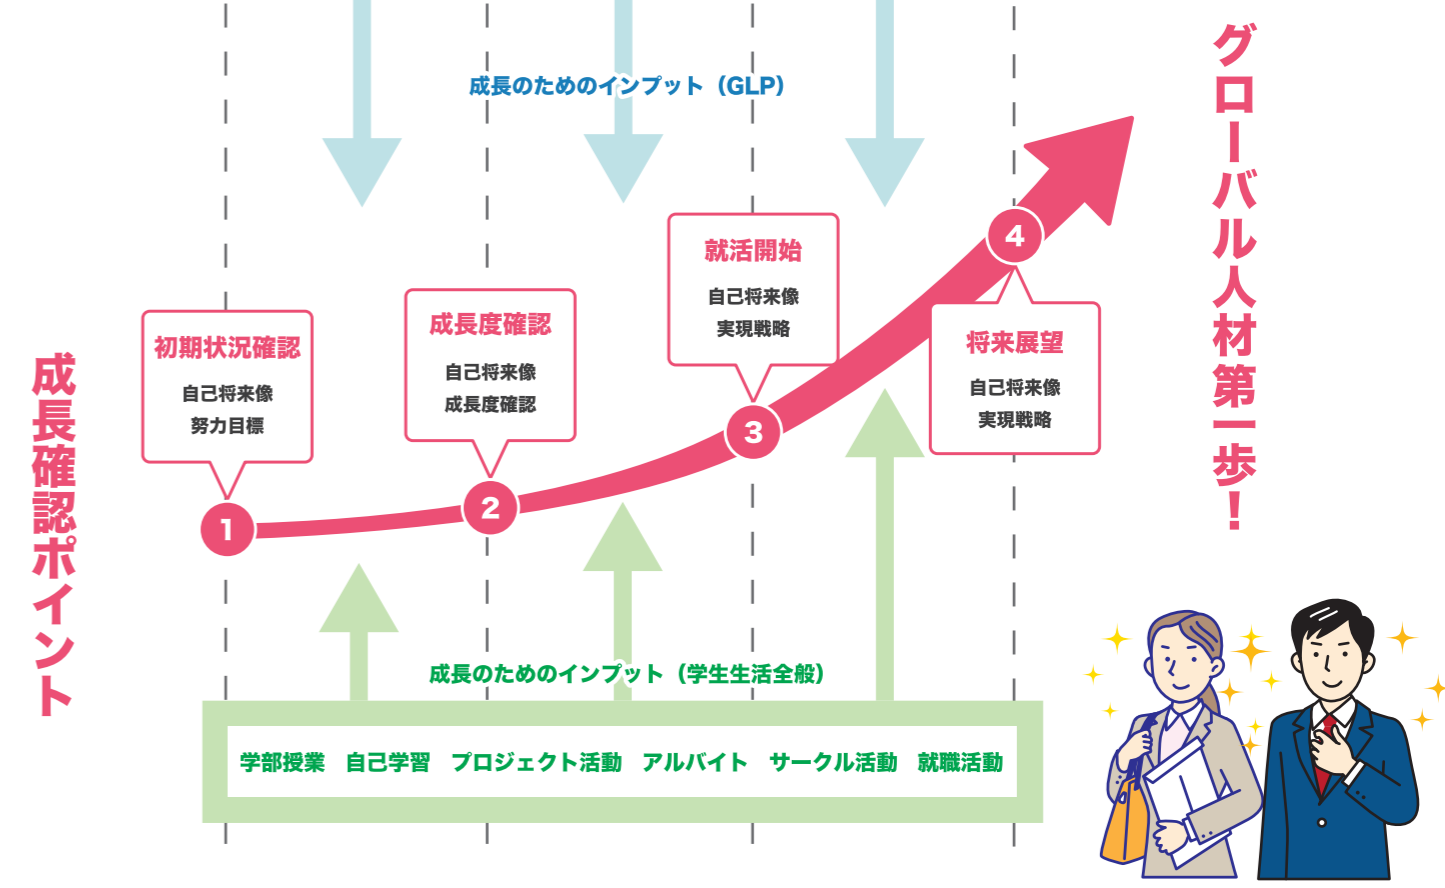 成長のためのインプット（GLP）
グローバル人材第一歩！
成長確認ポイント
初期状況確認
自己将来像
努力目標
1
成長度確認
自己将来像
成長度確認
2
就活開始
自己将来像
実現戦略
3
4
将来展望
自己将来像
実現戦略
成長のためのインプット（学生生活全般）
学部授業 自己学習 プロジェクト活動 アルバイト サークル活動 就職活動